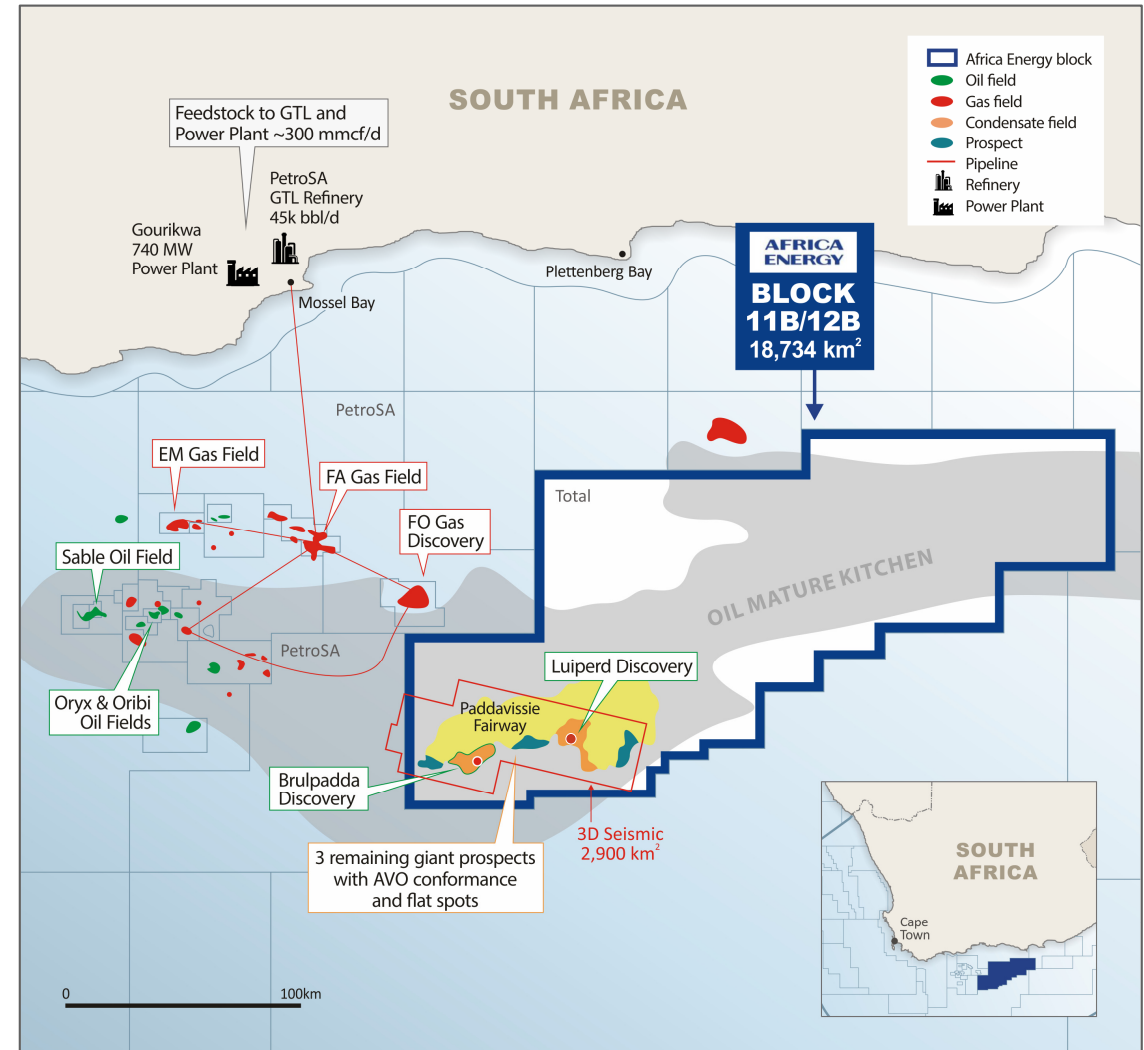 SOUTH AFRICA
Africa Energy block
Oil field
Gas field
Condensate field
Prospect
Pipeline
Refinery
Power Plant
Feedstock to GTL and
Power Plant ~300 mmcf/d
PetroSA
GTL Refinery
45k bbl/d
Gourikwa
740 MW
Power Plant
Mossel Bay
Plettenberg Bay
AFRICA
ENERGY
BLOCK
11B/12B
18,734 km²
PetroSA
EM Gas Field
FA Gas Field
FO Gas
Discovery
Total
Sable Oil Field
OIL MATURE KITCHEN
PetroSA
Oryx & Oribi
Oil Fields
Luiperd Discovery
Paddavissie
Fairway
Brulpadda
Discovery
3D Seismic
2,900 km²
3 remaining giant prospects
with AVO conformance
and flat spots
SOUTH
AFRICA
Cape
Town
0 100km